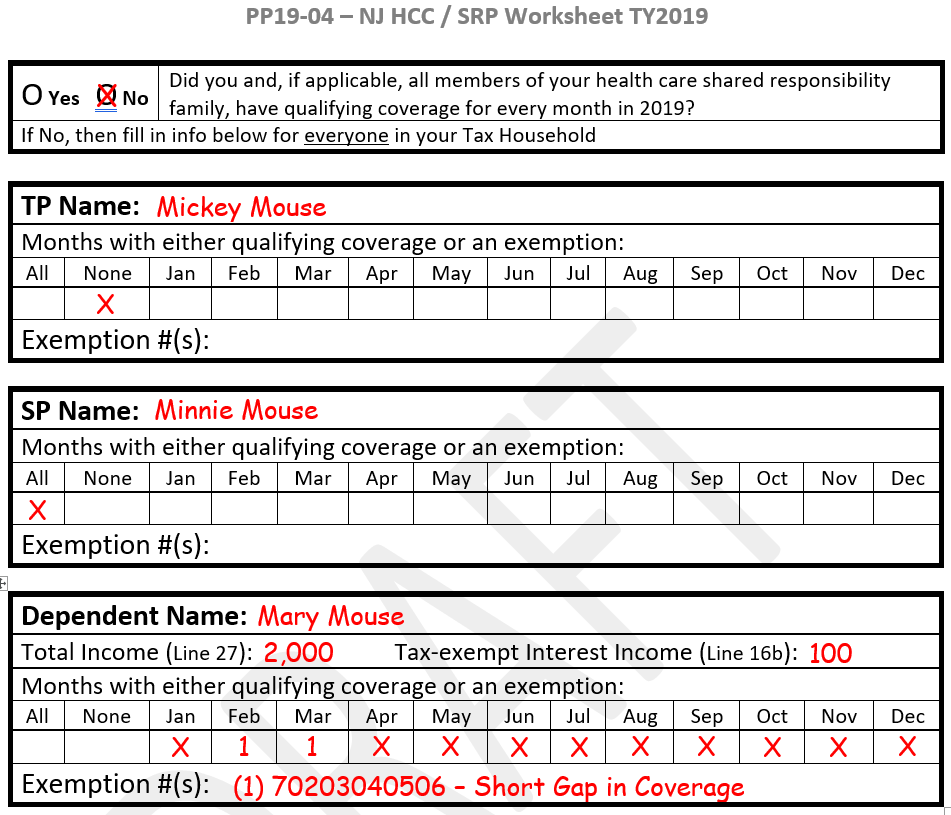 PP19-04 – NJ HCC / SRP Worksheet TY2019
O Yes O No Did you and, if applicable, all members of your health care shared responsibility
family, have qualifying coverage for every month in 2019?
If No, then fill in info below for everyone in your Tax Household
TP Name: Mickey Mouse
Months with either qualifying coverage or an exemption:
All None Jan Feb Mar Apr May Jun Jul Aug Sep Oct Nov Dec
X
Exemption #(s):
SP Name: Minnie Mouse
Months with either qualifying coverage or an exemption:
All None Jan Feb Mar Apr May Jun Jul Aug Sep Oct Nov Dec
X
Exemption #(s):
Dependent Name: Mary Mouse
Total Income (Line 27): 2,000 Tax-exempt Interest Income (Line 16b): 100
Months with either qualifying coverage or an exemption:
All None Jan Feb Mar Apr May Jun Jul Aug Sep Oct Nov Dec
X 1 1 X X X X X X X X X
Exemption #(s): (1) 70203040506 – Short Gap in Coverage
DRAFT